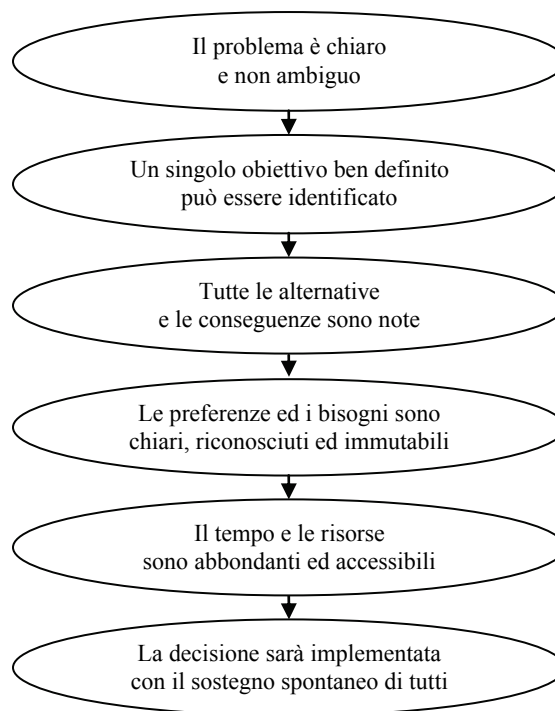 Il problema è chiaro
e non ambiguo
Un singolo obiettivo ben definito
può essere identificato
Tutte le alternative
e le conseguenze sono note
Le preferenze ed i bisogni sono
chiari, riconosciuti ed immutabili
Il tempo e le risorse
sono abbondanti ed accessibili
La decisione sarà implementata
con il sostegno spontaneo di tutti